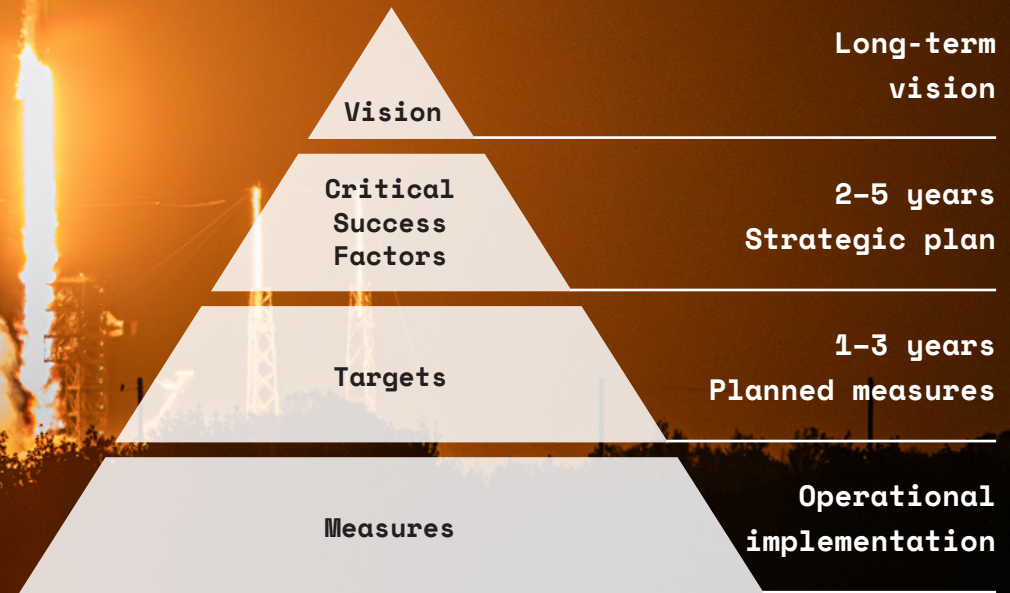 Vision
Long-term
vision
Critical
Success
Factors
2–5 years
Strategic plan
Targets
1–3 years
Planned measures
Measures
Operational
implementation